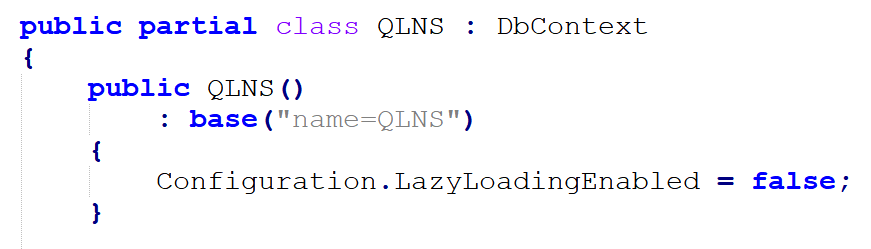 public partial class QLNS : DbContext
{
public QLNS()
: base("name=QLNS")
{
Configuration.LazyLoadingEnabled = false;
}